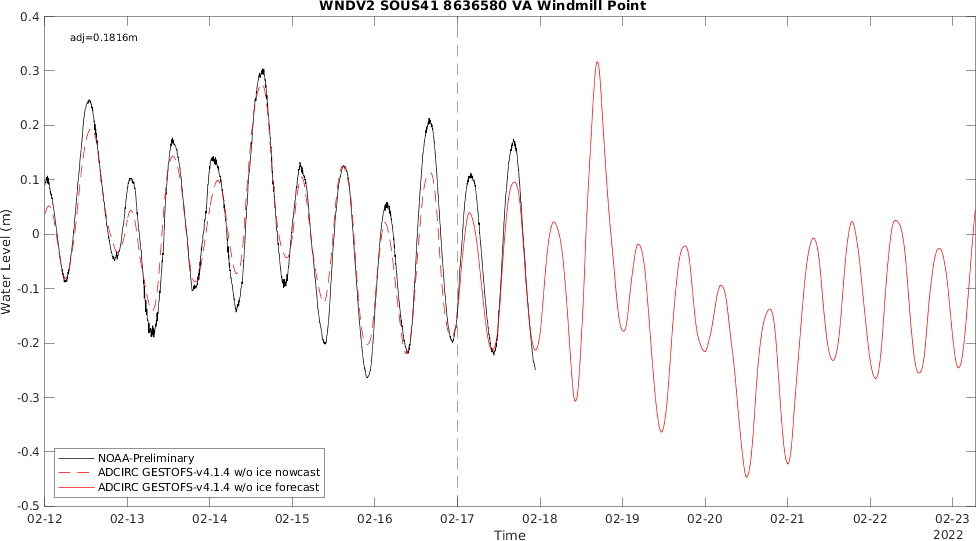 WNDV2 SOUS41 8636580 VA Windmill Point
adj=0.1816m
0.4
0.3
0.2
0.1
0
-0.1
-0.2
-0.3
-0.4
-0.5
Water Level (m)
NOAA-Preliminary
ADCIRC GESTOFS-v4.1.4 w/o ice nowcast
ADCIRC GESTOFS-v4.1.4 w/o ice forecast
02-12 02-13 02-14 02-15 02-16 02-17 02-18 02-19 02-20 02-21 02-22 02-23
Time
2022